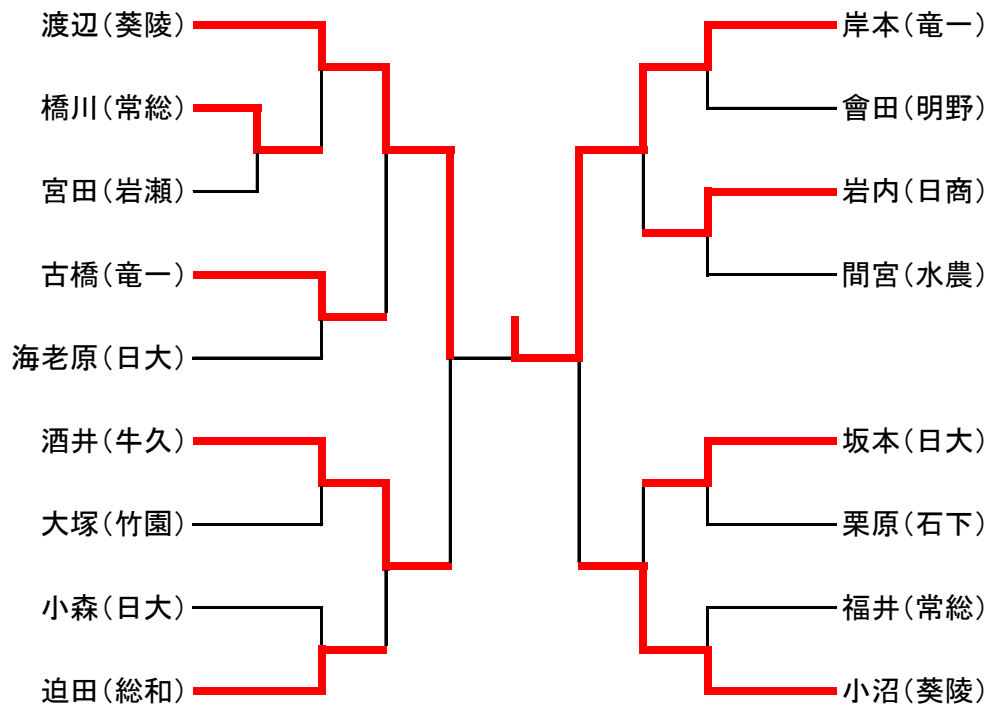 渡辺（葵陵）
橋川（常総）
宮田（岩瀬）
古橋（竜一）
海老原（日大）
酒井（牛久）
大塚（竹園）
小森（日大）
迫田（総和）
岸本（竜一）
會田（明野）
岩内（日商）
間宮（水農）
坂本（日大）
栗原（石下）
福井（常総）
小沼（葵陵）